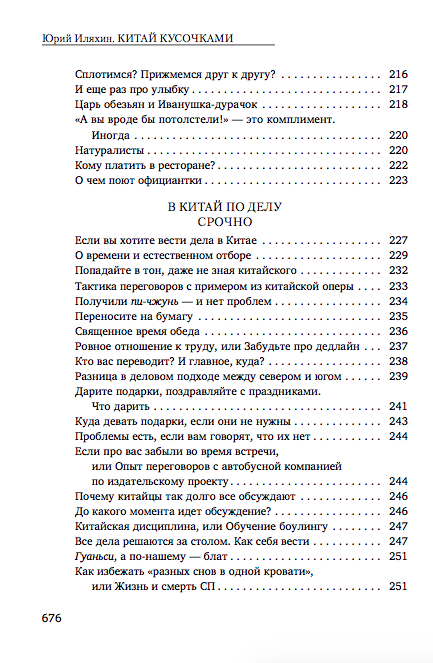 Юрий Иляхин. КИТАЙ КУСОЧКАМИ
Сплотимся? Прижмемся друг к другу? . . . . . . . . . . . . . . 216
И еще раз про улыбку . . . . . . . . . . . . . . . . . . . . . . . . . 217
Царь обезьян и Иванушка-дурачок . . . . . . . . . . . . . . . 218
«А вы вроде бы потолстели!» — это комплимент.
Иногда . . . . . . . . . . . . . . . . . . . . . . . . . . . . . . . . . 220
Натуралисты . . . . . . . . . . . . . . . . . . . . . . . . . . . . . . . 220
Кому платить в ресторане? . . . . . . . . . . . . . . . . . . . . . 222
О чем поют официантки . . . . . . . . . . . . . . . . . . . . . . . 223
В КИТАЙ ПО ДЕЛУ
СРОЧНО
Если вы хотите вести дела в Китае . . . . . . . . . . . . . . . 227
О времени и естественном отборе . . . . . . . . . . . . . . . . 229
Попадайте в тон, даже не зная китайского . . . . . . . . . . 232
Тактика переговоров с примером из китайской оперы . . 233
Получили пи-чжунь — и нет проблем . . . . . . . . . . . . . 234
Переносите на бумагу . . . . . . . . . . . . . . . . . . . . . . . . 235
Священное время обеда . . . . . . . . . . . . . . . . . . . . . . . 236
Ровное отношение к труду, или Забудьте про дедлайн . . 237
Кто вас переводит? И главное, куда? . . . . . . . . . . . . . . 238
Разница в деловом подходе между севером и югом . . . . 239
Дарите подарки, поздравляйте с праздниками.
Что дарить . . . . . . . . . . . . . . . . . . . . . . . . . . . . . . 241
Куда девать подарки, если они не нужны . . . . . . . . . . . 243
Проблемы есть, если вам говорят, что их нет . . . . . . . . 244
Если про вас забыли во время встречи,
или Опыт переговоров с автобусной компанией
по издательскому проекту . . . . . . . . . . . . . . . . . . . 244
Почему китайцы так долго все обсуждают . . . . . . . . . . 246
До какого момента идет обсуждение? . . . . . . . . . . . . . 246
Китайская дисциплина, или Обучение боулингу . . . . . . 247
Все дела решаются за столом. Как себя вести . . . . . . . . 247
Гуаньси, а по-нашему — блат . . . . . . . . . . . . . . . . . . . 251
Как избежать «разных снов в одной кровати»,
или Жизнь и смерть СП . . . . . . . . . . . . . . . . . . . . . 251
676